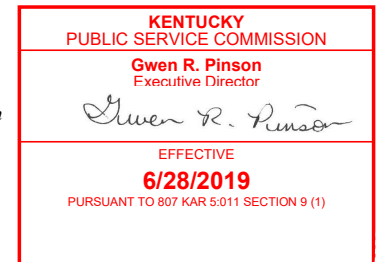 KENTUCKY
PUBLIC SERVICE COMMISSION
Gwen R. Pinson
Executive Director
Gwen R. Pinson
EFFECTIVE
6/28/2019
PURSUANT TO 807 KAR 5:011 SECTION 9 (1)